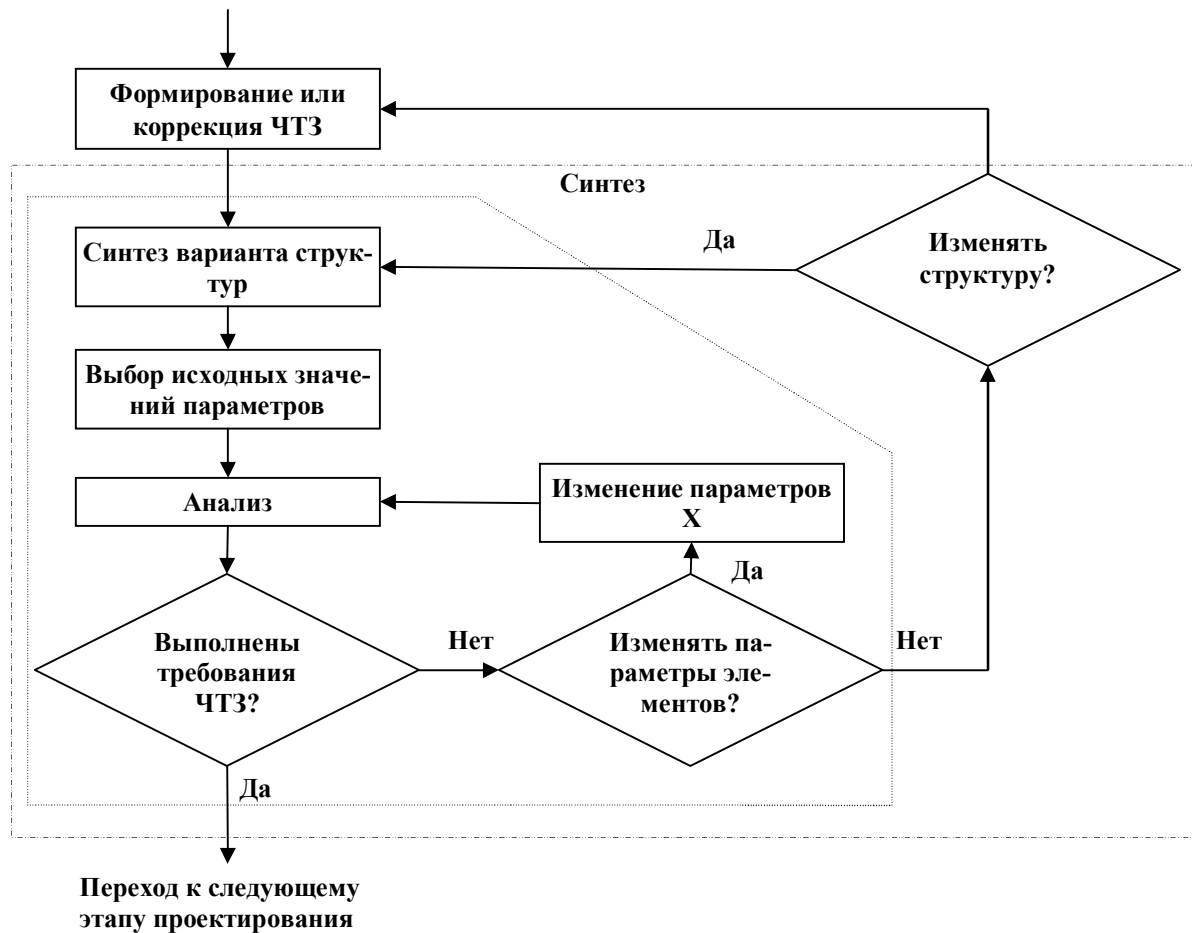 Формирование или
коррекция ЧТЗ
Синтез
Синтез варианта струк-
тур
Да
Изменять
структуру?
Выбор исходных значе-
ний параметров
Анализ
Изменение параметров
X
Да
Выполнены
требования
ЧТЗ?
Нет
Изменять па-
раметры эле-
ментов?
Нет
Да
Переход к следующему
этапу проектирования